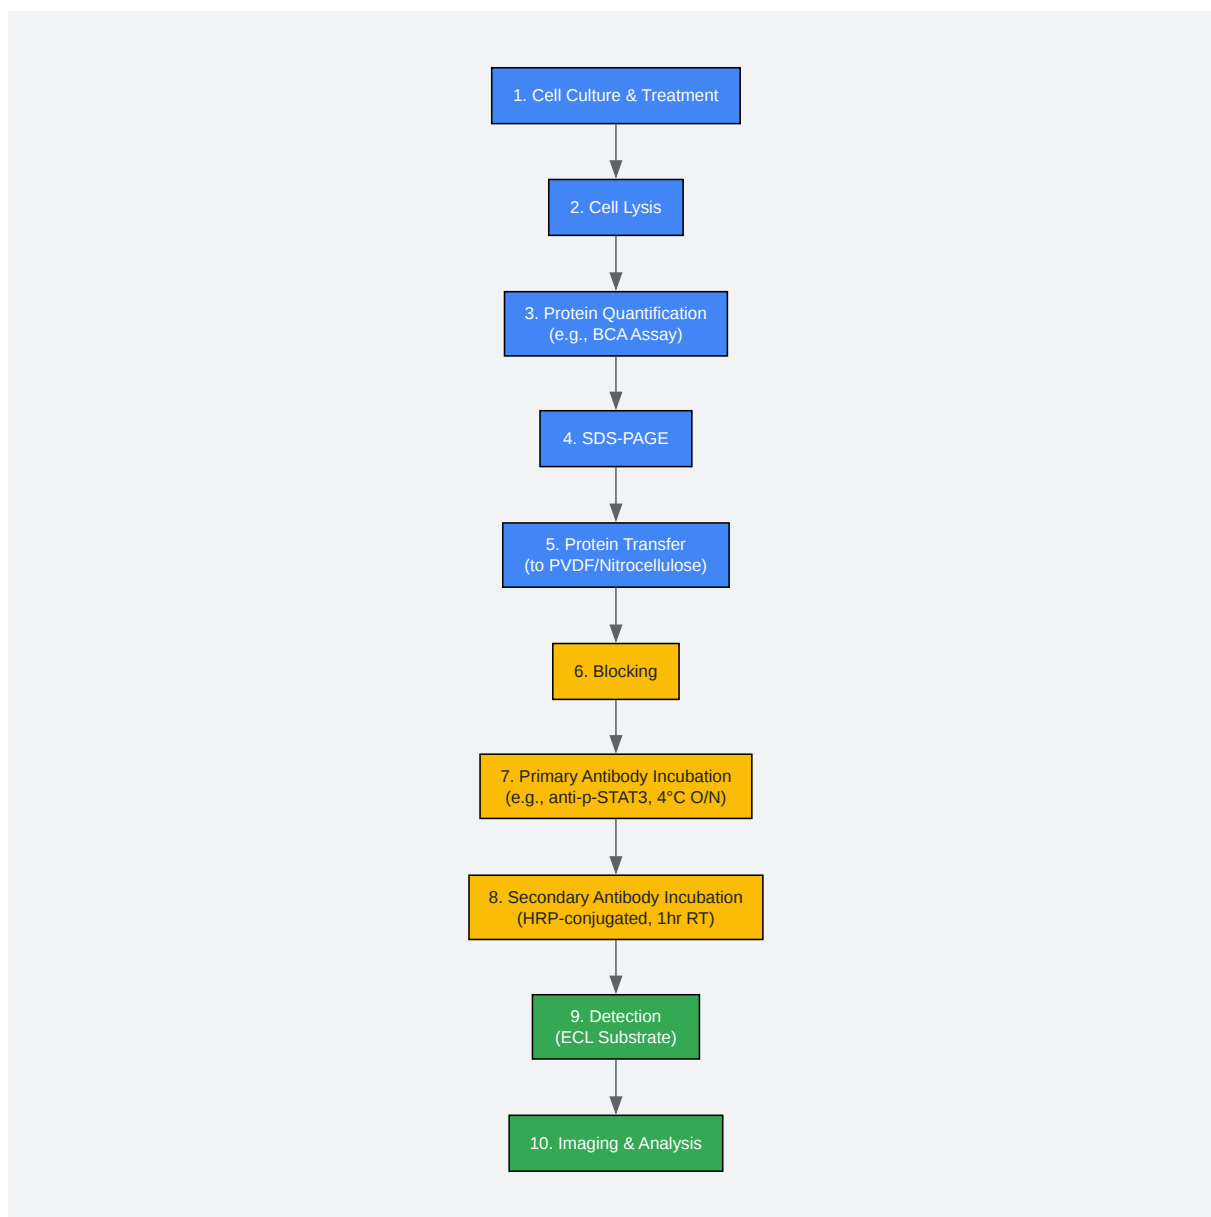 1. Cell Culture & Treatment
2. Cell Lysis
3. Protein Quantification
(e.g., BCA Assay)
4. SDS-PAGE
5. Protein Transfer
(to PVDF/Nitrocellulose)
6. Blocking
7. Primary Antibody Incubation
(e.g., anti-p-STAT3, 4°C O/N)
8. Secondary Antibody Incubation
(HRP-conjugated, 1hr RT)
9. Detection
(ECL Substrate)
10. Imaging & Analysis